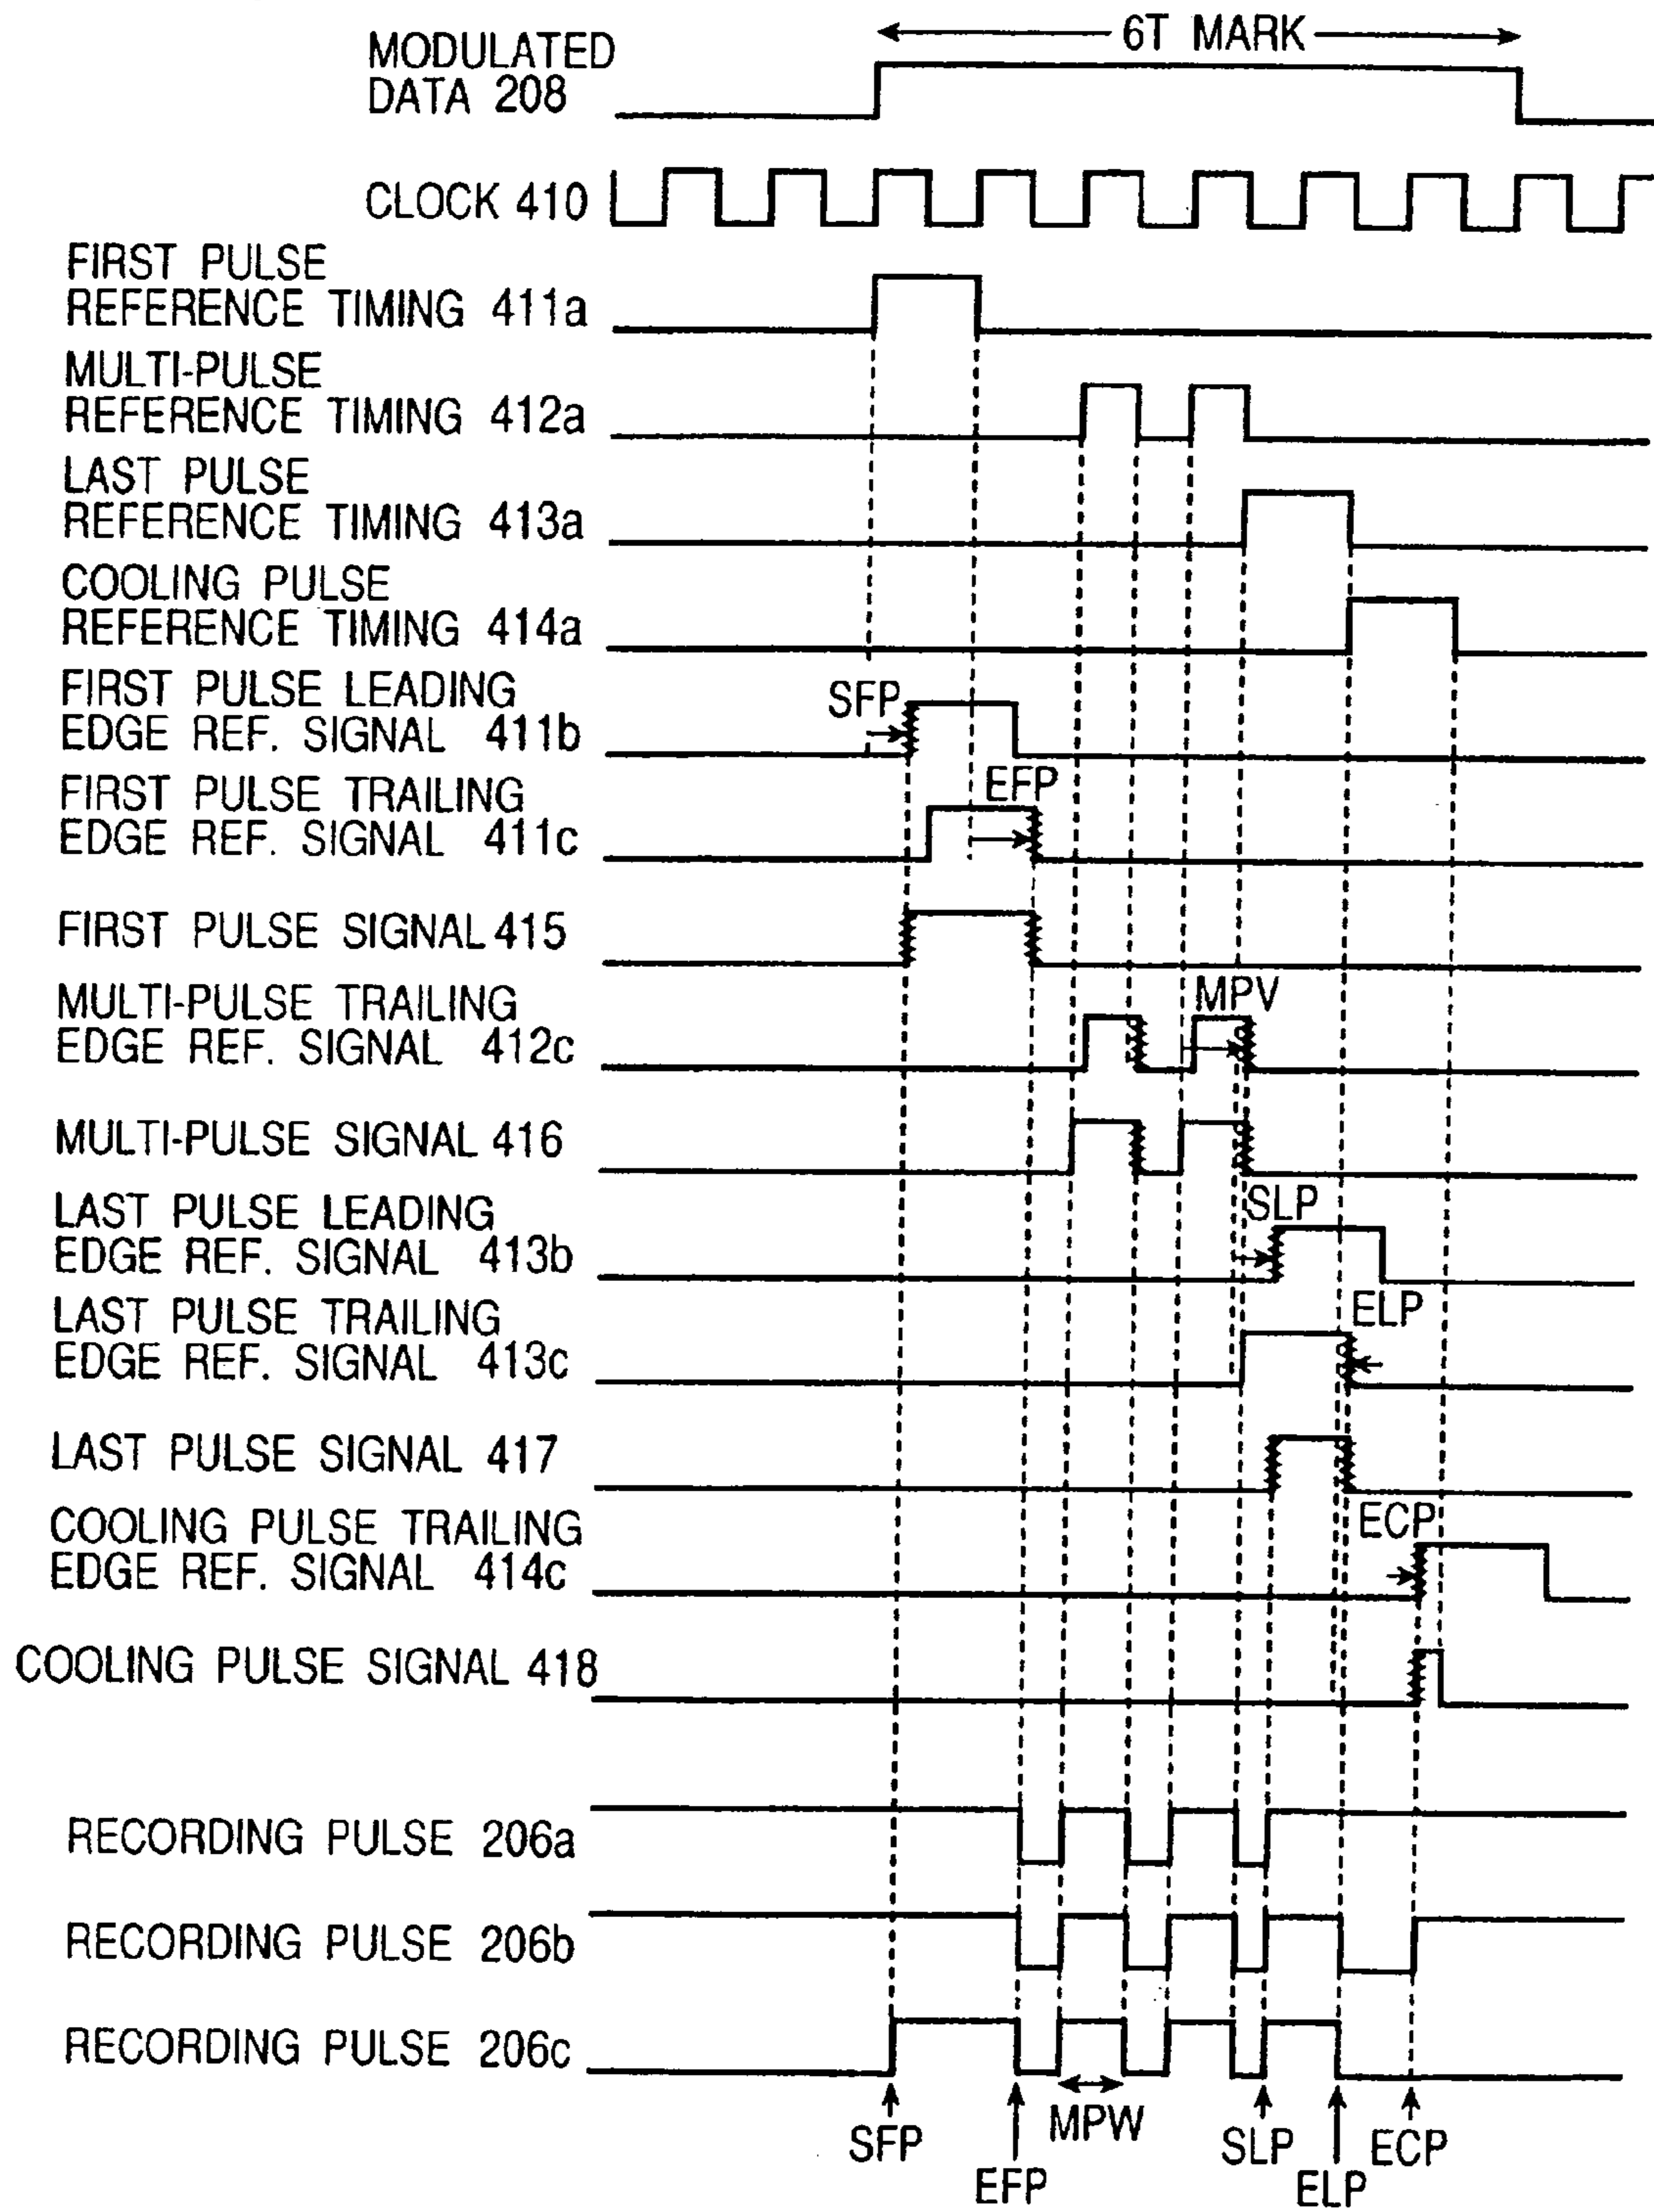 6T MARK
MODULATED
DATA 208
CLOCK 410
FIRST PULSE
REFERENCE TIMING 411a
MULTI-PULSE
REFERENCE TIMING 412a
LAST PULSE
REFERENCE TIMING 413a
COOLING PULSE
REFERENCE TIMING 414a
FIRST PULSE LEADING
EDGE REF. SIGNAL 411b
SFP
FIRST PULSE TRAILING
EDGE REF. SIGNAL 411c
EFP
FIRST PULSE SIGNAL 415
MULTI-PULSE TRAILING
EDGE REF. SIGNAL 412c
MPV
MULTI-PULSE SIGNAL 416
LAST PULSE LEADING
EDGE REF. SIGNAL 413b
SLP
LAST PULSE TRAILING
EDGE REF. SIGNAL 413c
ELP
LAST PULSE SIGNAL 417
COOLING PULSE TRAILING
EDGE REF. SIGNAL 414c
ECP
COOLING PULSE SIGNAL 418
RECORDING PULSE 206a
RECORDING PULSE 206b
RECORDING PULSE 206c
SFP
EFP
MPW
SLP
ELP
ECP